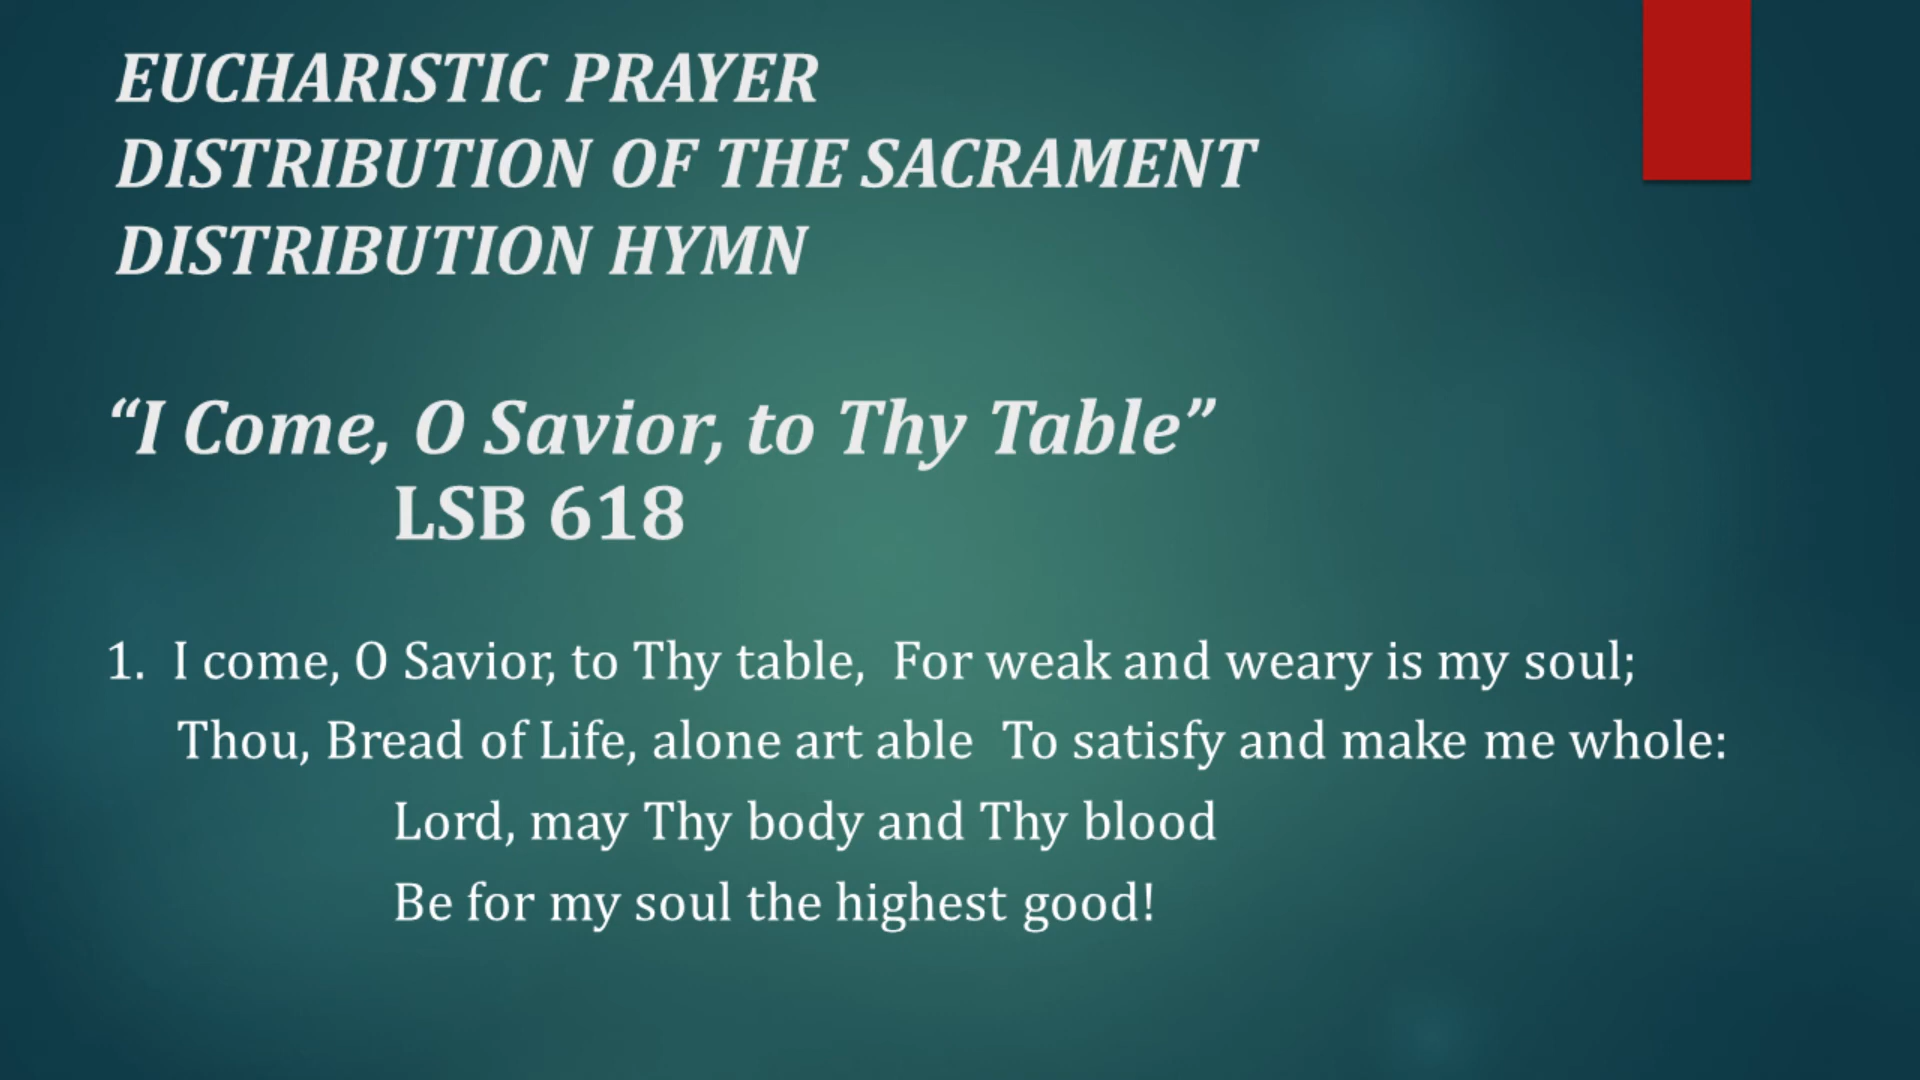 EUCHARISTIC PRAYER
DISTRIBUTION OF THE SACRAMENT
DISTRIBUTION HYMN
“I Come, O Savior, to Thy Table”
LSB 618
1. I come, O Savior, to Thy table, For weak and weary is my soul;
Thou, Bread of Life, alone art able To satisfy and make me whole:
Lord, may Thy body and Thy blood
Be for my soul the highest good!